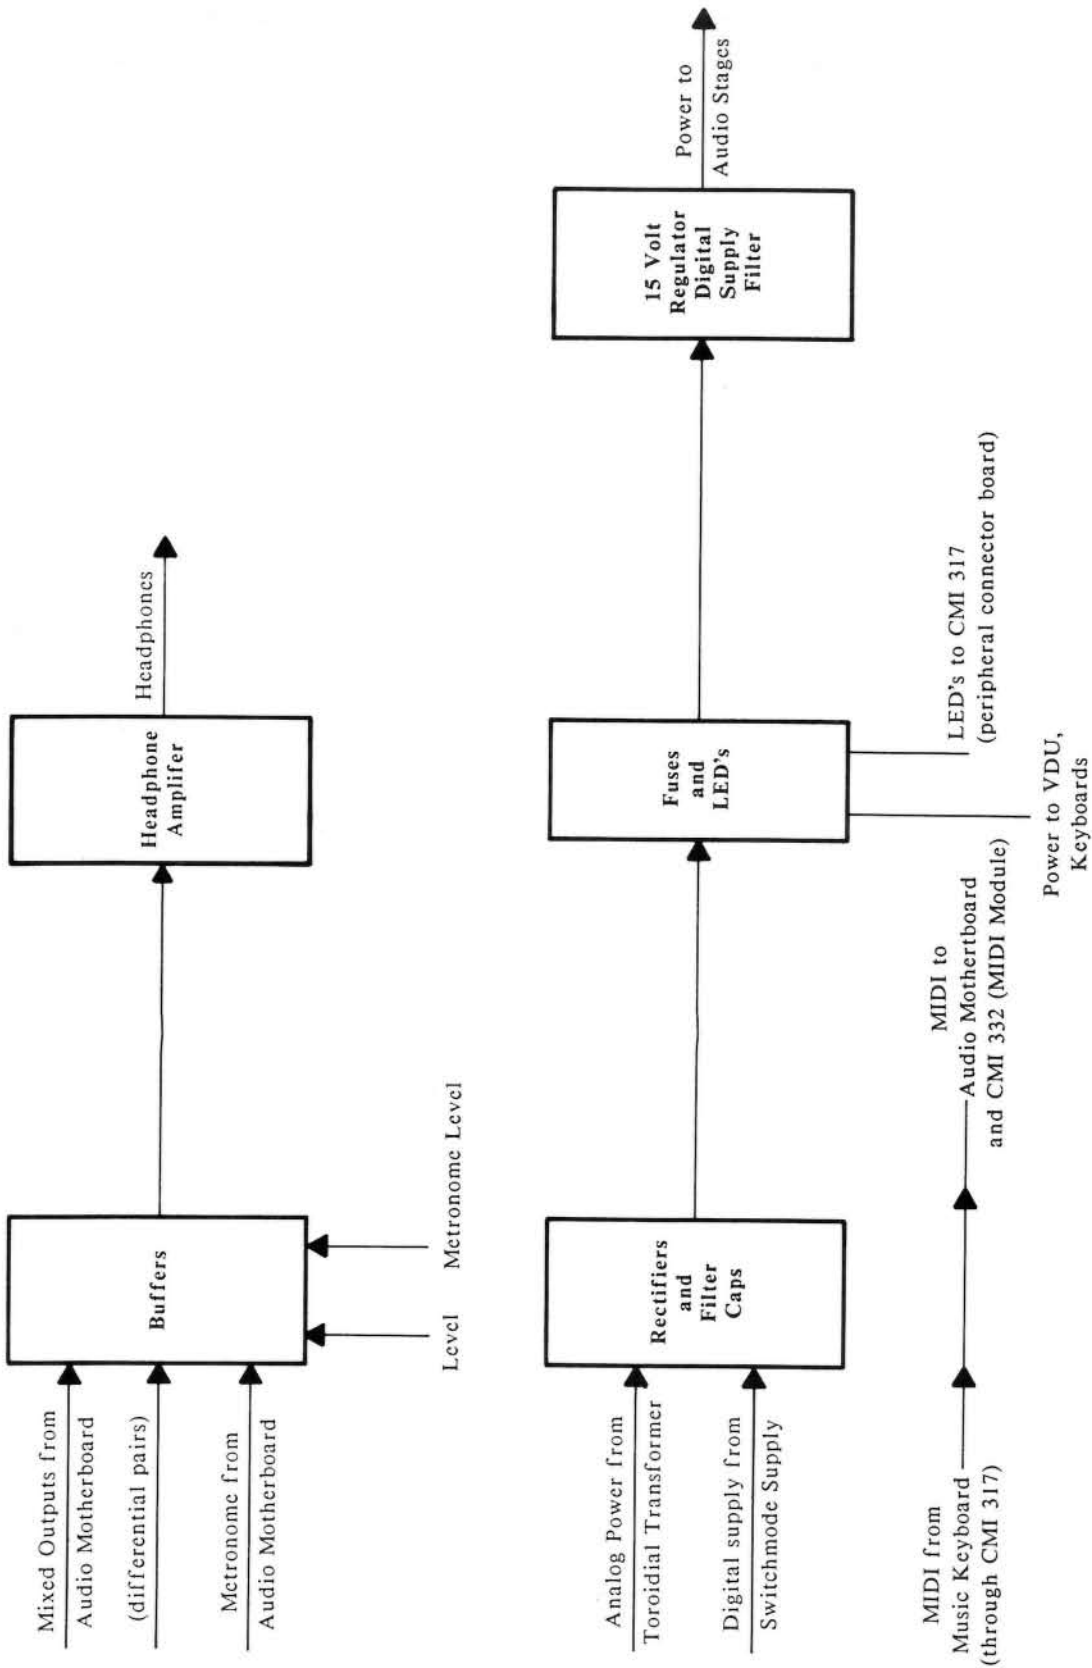 Mixed Outputs from
Audio Motherboard
(differential pairs)
Metronome from
Audio Motherboard
Buffers
Level
Metronome Level
Headphone
Amplifer
Headphones
Analog Power from
Toroidial Transformer
Digital supply from
Switchmode Supply
Rectifiers
and
Filter
Caps
Fuses
and
LED's
Power to VDU,
Keyboards
LED's to CMI 317
(peripheral connector board)
15 Volt
Regulator
Digital
Supply
Filter
Power to
Audio Stages
MIDI from
Music Keyboard
(through CMI 317)
MIDI to
Audio Mothertboard
and CMI 332 (MIDI Module)